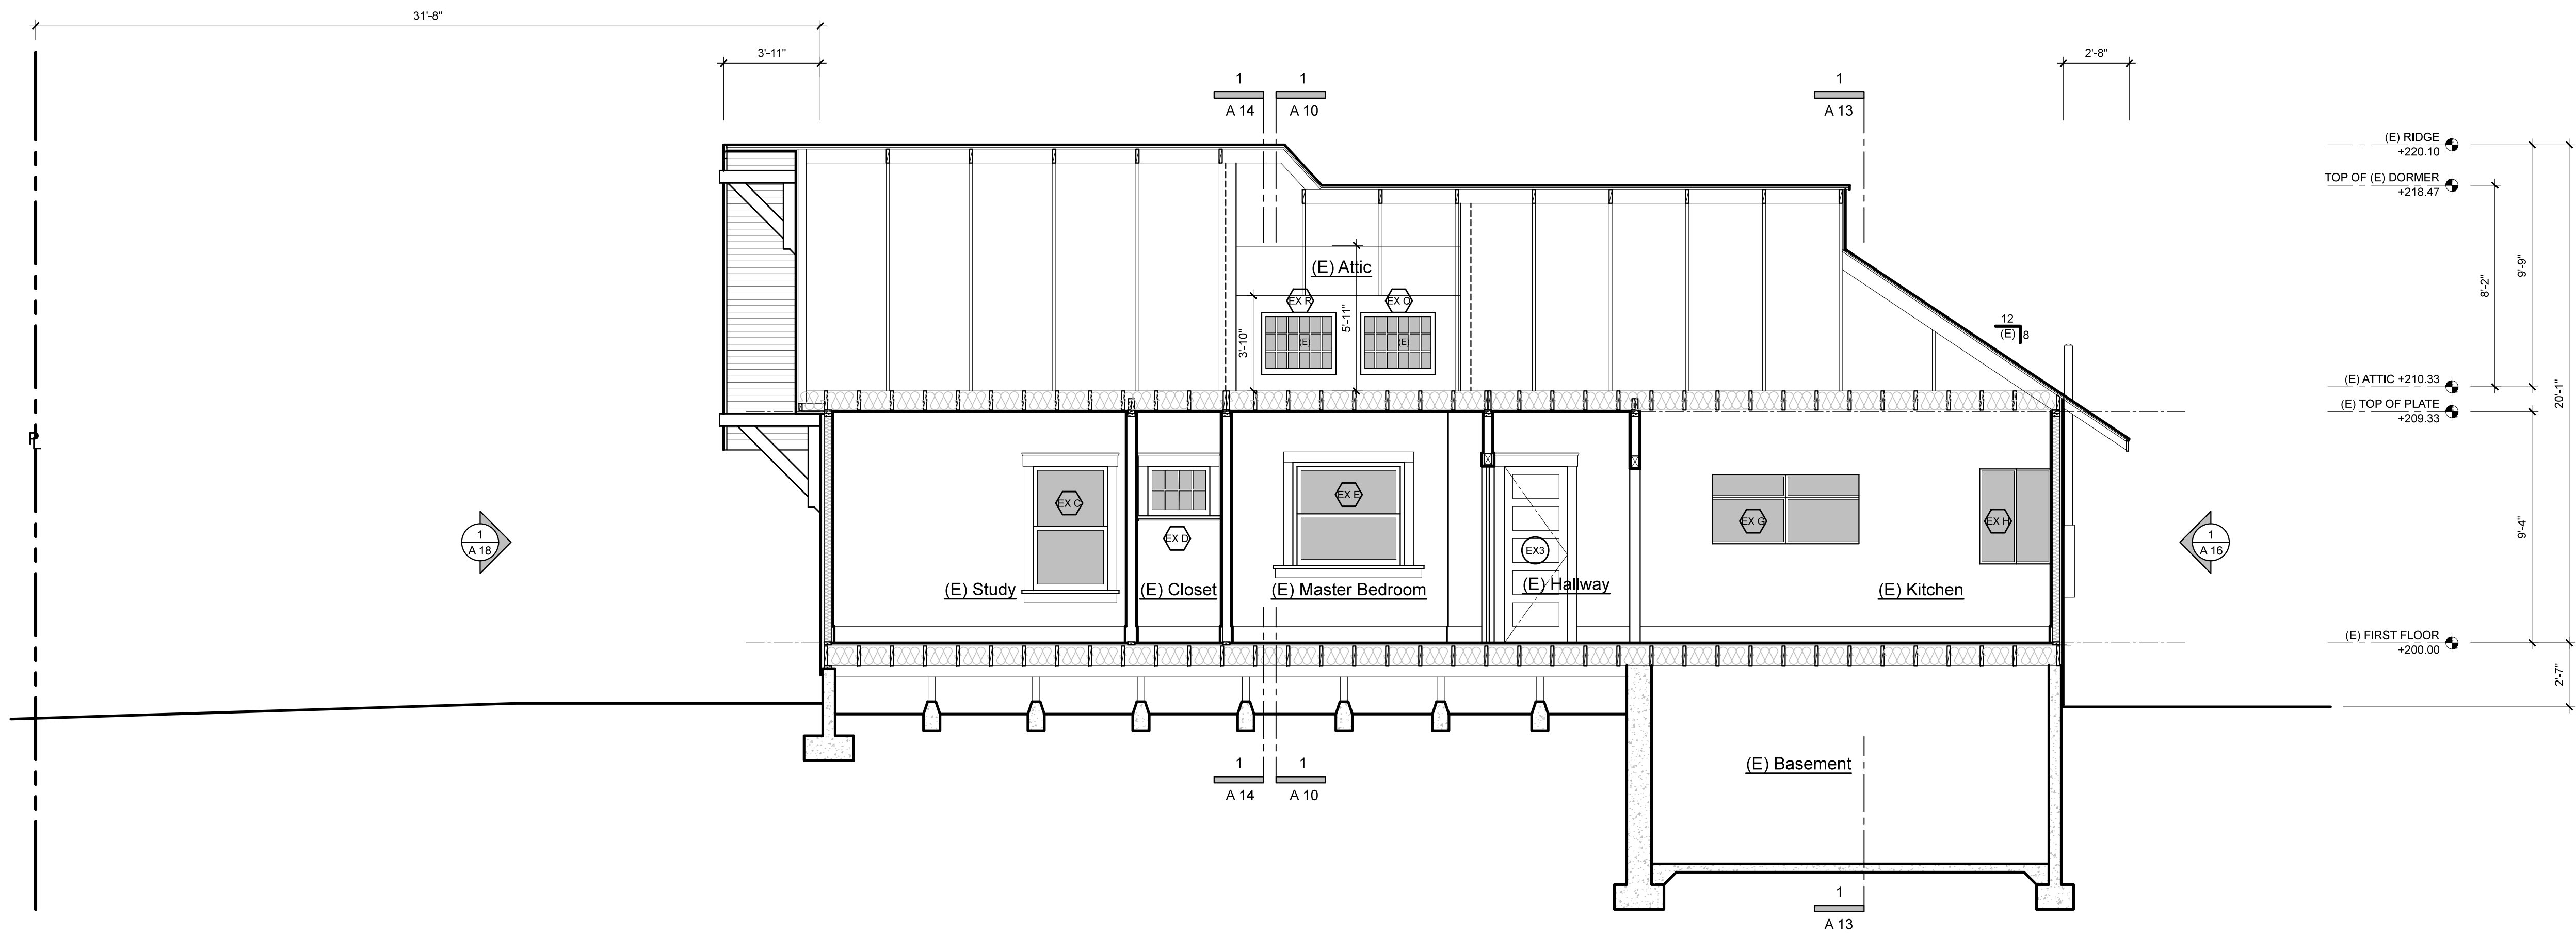 31'-8"
3'-11"
2'-8"
1
1
1
A 14
A 10
A 13
(E) RIDGE
+220.10
TOP OF (E) DORMER
+218.47
9'-9"
8'-2"
20'-1"
(E) Attic
EX R
EX Q
5'-11"
3'-10"
(E)
(E)
12
(E)
8
(E) ATTIC +210.33
(E) TOP OF PLATE
+209.33
PL
EX C
EX D
EX E
EX3
EX G
EX H
9'-4"
1
A 18
1
A 16
(E) Study
(E) Closet
(E) Master Bedroom
(E) Hallway
(E) Kitchen
(E) FIRST FLOOR
+200.00
2'-7"
1
1
A 14
A 10
(E) Basement
1
A 13